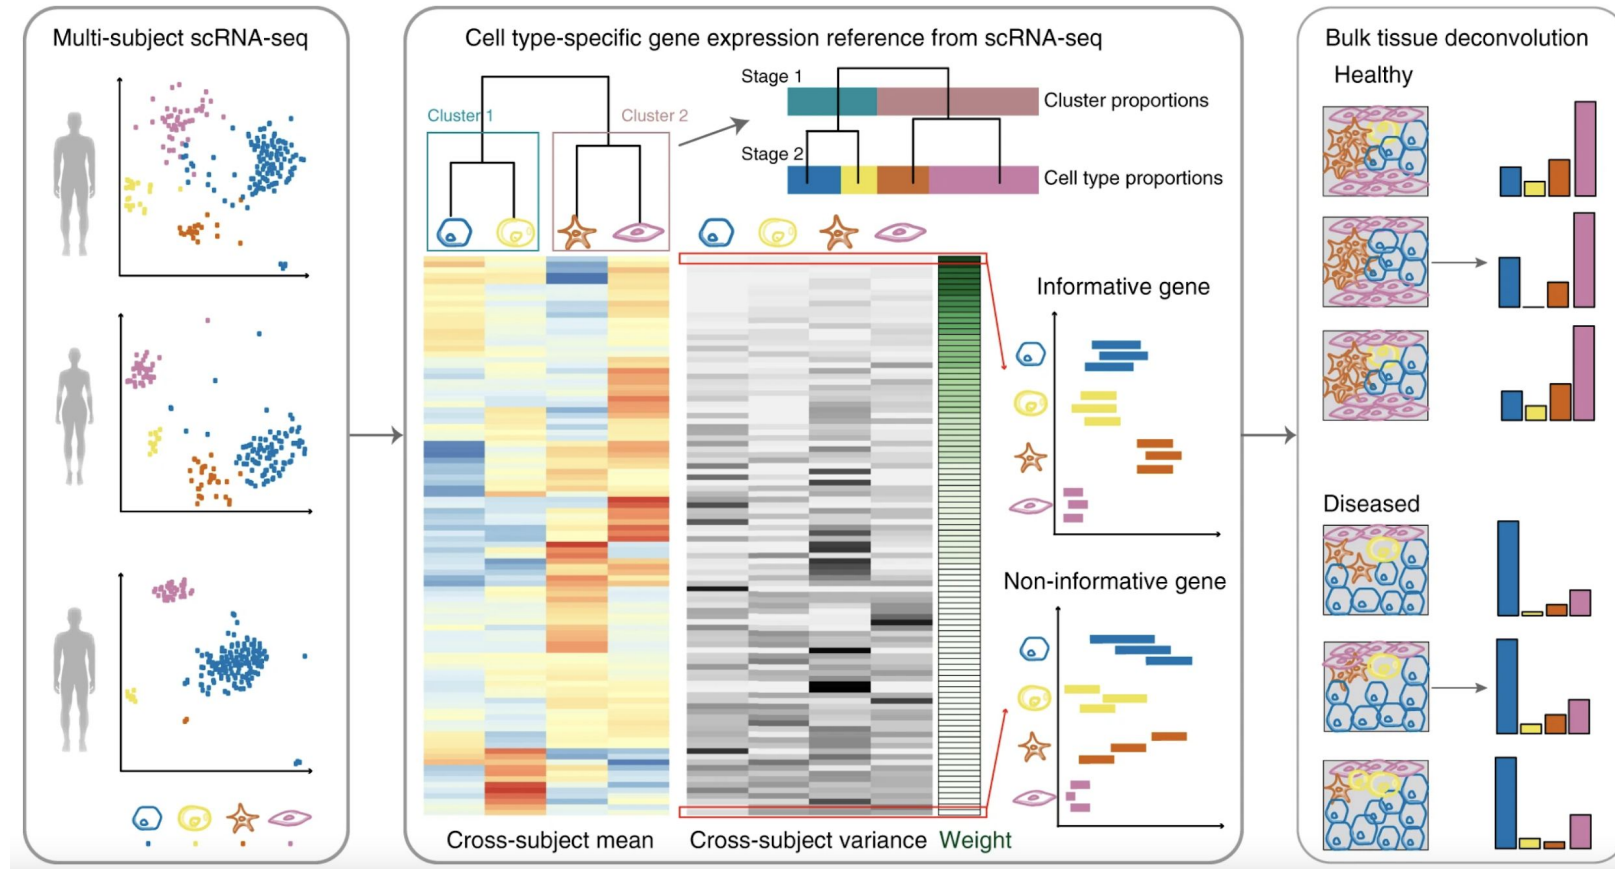 Multi-subject scRNA-seq
Cell type-specific gene expression reference from scRNA-seq
Cluster 1
Cluster 2
Stage 1
Cluster proportions
Stage 2
Cell type proportions
Informative gene
Non-informative gene
Cross-subject mean
Cross-subject variance
Weight
Bulk tissue deconvolution
Healthy
Diseased